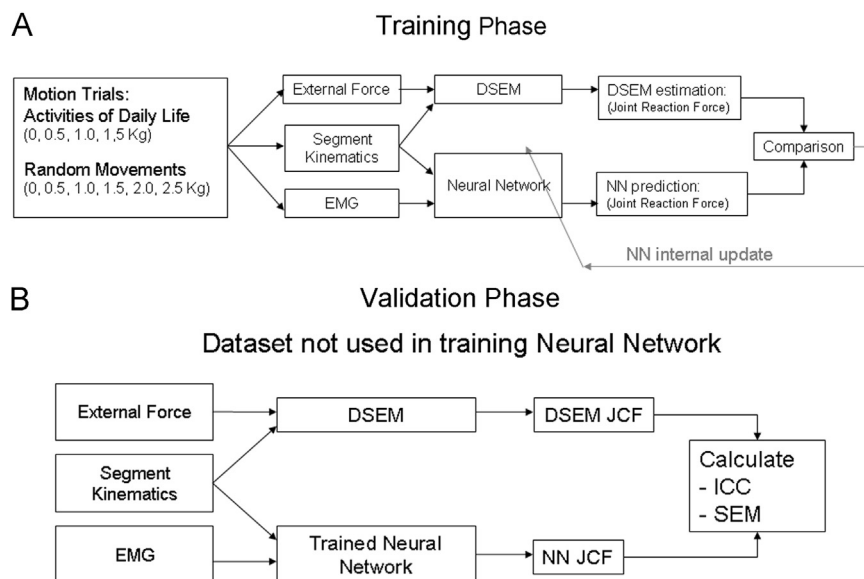 A
Training Phase
Motion Trials:
Activities of Daily Life
(0, 0.5, 1.0, 1,5 Kg)
Random Movements
(0, 0.5, 1.0, 1.5, 2.0, 2.5 Kg)
External Force
Segment
Kinematics
EMG
DSEM
Neural Network
DSEM estimation:
(Joint Reaction Force)
NN prediction:
(Joint Reaction Force)
Comparison
NN internal update
B
Validation Phase
Dataset not used in training Neural Network
External Force
Segment
Kinematics
EMG
DSEM
Trained Neural
Network
DSEM JCF
NN JCF
Calculate
- ICC
- SEM